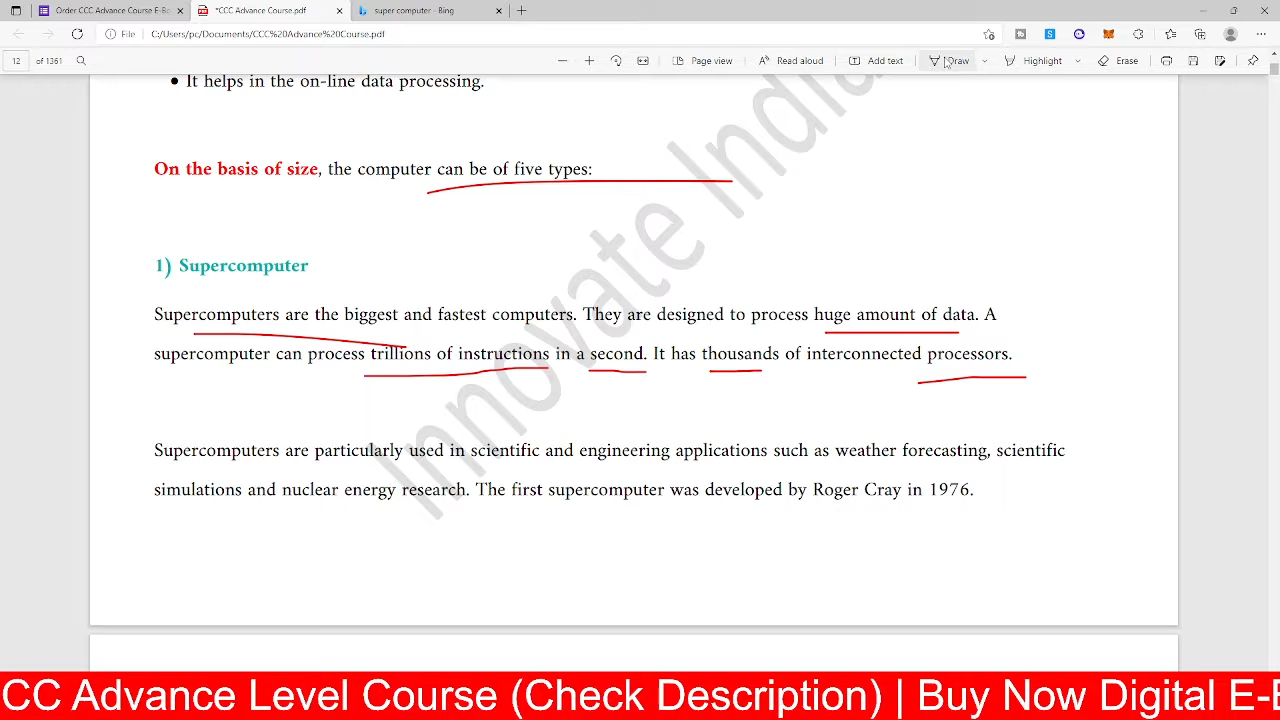 Order CCC Advance Course E-B
*CCC Advance Course.pdf
super computer - Bing
File
C:/Users/pc/Documents/CCC%20Advance%20Course.pdf
12 of 1361
Page view
Read aloud
Add text
Draw
Highlight
Erase
• It helps in the on-line data processing.
On the basis of size, the computer can be of five types:
1) Supercomputer
Supercomputers are the biggest and fastest computers. They are designed to process huge amount of data. A
supercomputer can process trillions of instructions in a second. It has thousands of interconnected processors.
Supercomputers are particularly used in scientific and engineering applications such as weather forecasting, scientific
simulations and nuclear energy research. The first supercomputer was developed by Roger Cray in 1976.
Innovate India
CC Advance Level Course (Check Description) | Buy Now Digital E-B